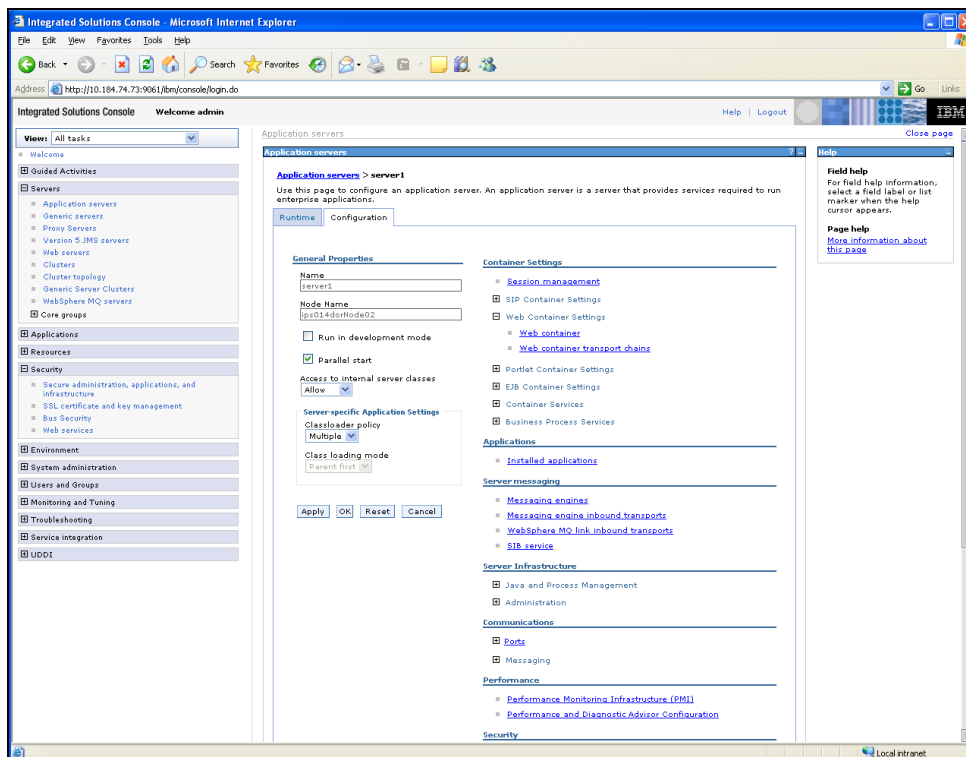 Integrated Solutions Console - Microsoft Internet Explorer
File Edit View Favorites Tools Help
Back Search Favorites
Address http://10.184.74.73:9061/ibm/console/login.do Go Links
Integrated Solutions Console Welcome admin Help | Logout IBM
View: All tasks
Welcome
Guided Activities
Servers
Application servers
Generic servers
Proxy Servers
Version 5 JMS servers
Web servers
Clusters
Cluster topology
Generic Server Clusters
WebSphere MQ servers
Core groups
Applications
Resources
Security
Secure administration, applications, and
infrastructure
SSL certificate and key management
Bus Security
Web services
Environment
System administration
Users and Groups
Monitoring and Tuning
Troubleshooting
Service integration
UDDI
Application servers Close page
Application servers ? -
Application servers > server1
Use this page to configure an application server. An application server is a server that provides services required to run
enterprise applications.
Runtime Configuration
General Properties
Name
server1
Node Name
ips014dorNode02
Run in development mode
Parallel start
Access to internal server classes
Allow
Server-specific Application Settings
Classloader policy
Multiple
Class loading mode
Parent first
Apply OK Reset Cancel
Container Settings
Session management
SIP Container Settings
Web Container Settings
Web container
Web container transport chains
Portlet Container Settings
EJB Container Settings
Container Services
Business Process Services
Applications
Installed applications
Server messaging
Messaging engines
Messaging engine inbound transports
WebSphere MQ link inbound transports
SIB service
Server Infrastructure
Java and Process Management
Administration
Communications
Ports
Messaging
Performance
Performance Monitoring Infrastructure (PMI)
Performance and Diagnostic Advisor Configuration
Security
Help -
Field help
For field help information,
select a field label or list
marker when the help
cursor appears.
Page help
More information about
this page
Local intranet